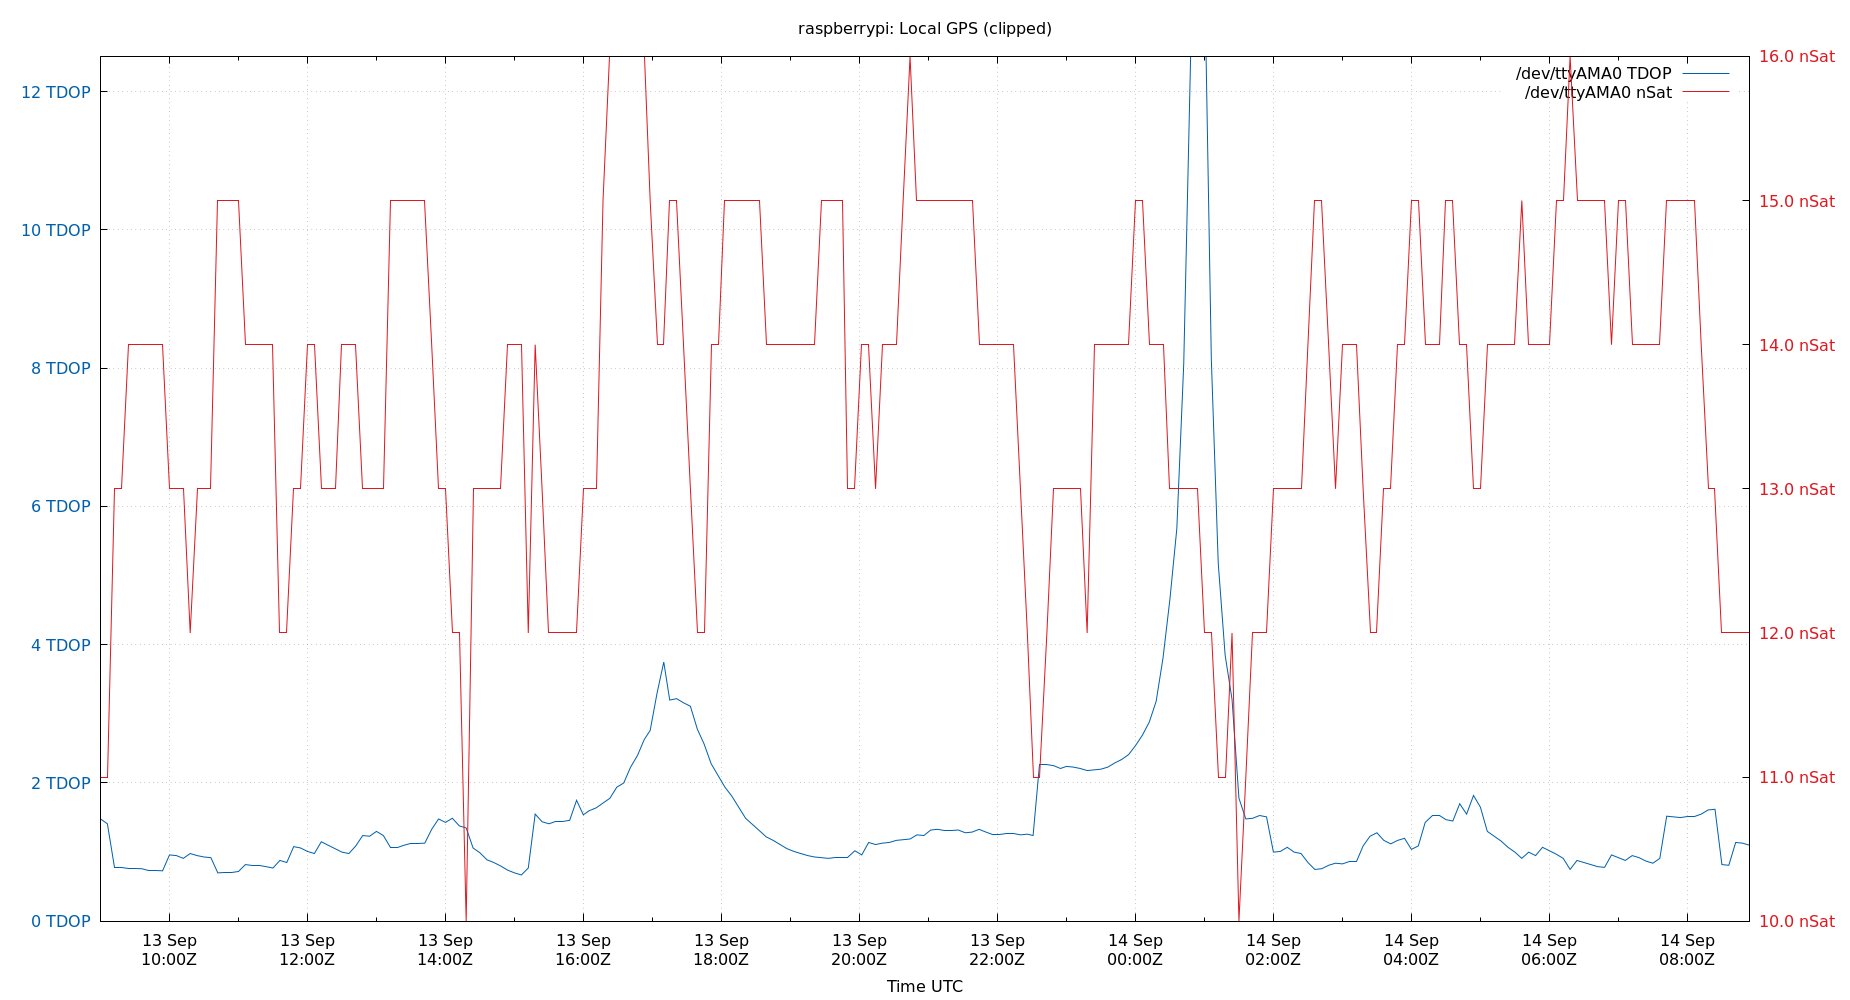 raspberrypi: Local GPS (clipped)
/dev/ttyAMA0 TDOP
/dev/ttyAMA0 nSat
12 TDOP
10 TDOP
8 TDOP
6 TDOP
4 TDOP
2 TDOP
0 TDOP
16.0 nSat
15.0 nSat
14.0 nSat
13.0 nSat
12.0 nSat
11.0 nSat
10.0 nSat
13 Sep
10:00Z
13 Sep
12:00Z
13 Sep
14:00Z
13 Sep
16:00Z
13 Sep
18:00Z
13 Sep
20:00Z
13 Sep
22:00Z
14 Sep
00:00Z
14 Sep
02:00Z
14 Sep
04:00Z
14 Sep
06:00Z
14 Sep
08:00Z
Time UTC